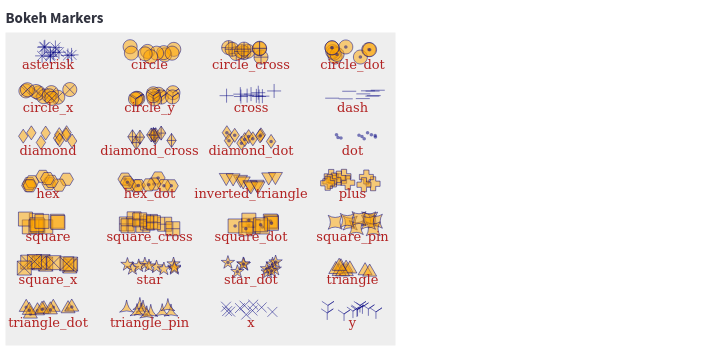 Bokeh Markers
asterisk circle circle_cross circle_dot
circle_x circle_y cross dash
diamond diamond_cross diamond_dot dot
hex hex_dot inverted_triangle plus
square square_cross square_dot square_pin
square_x star star_dot triangle
triangle_dot triangle_pin x y